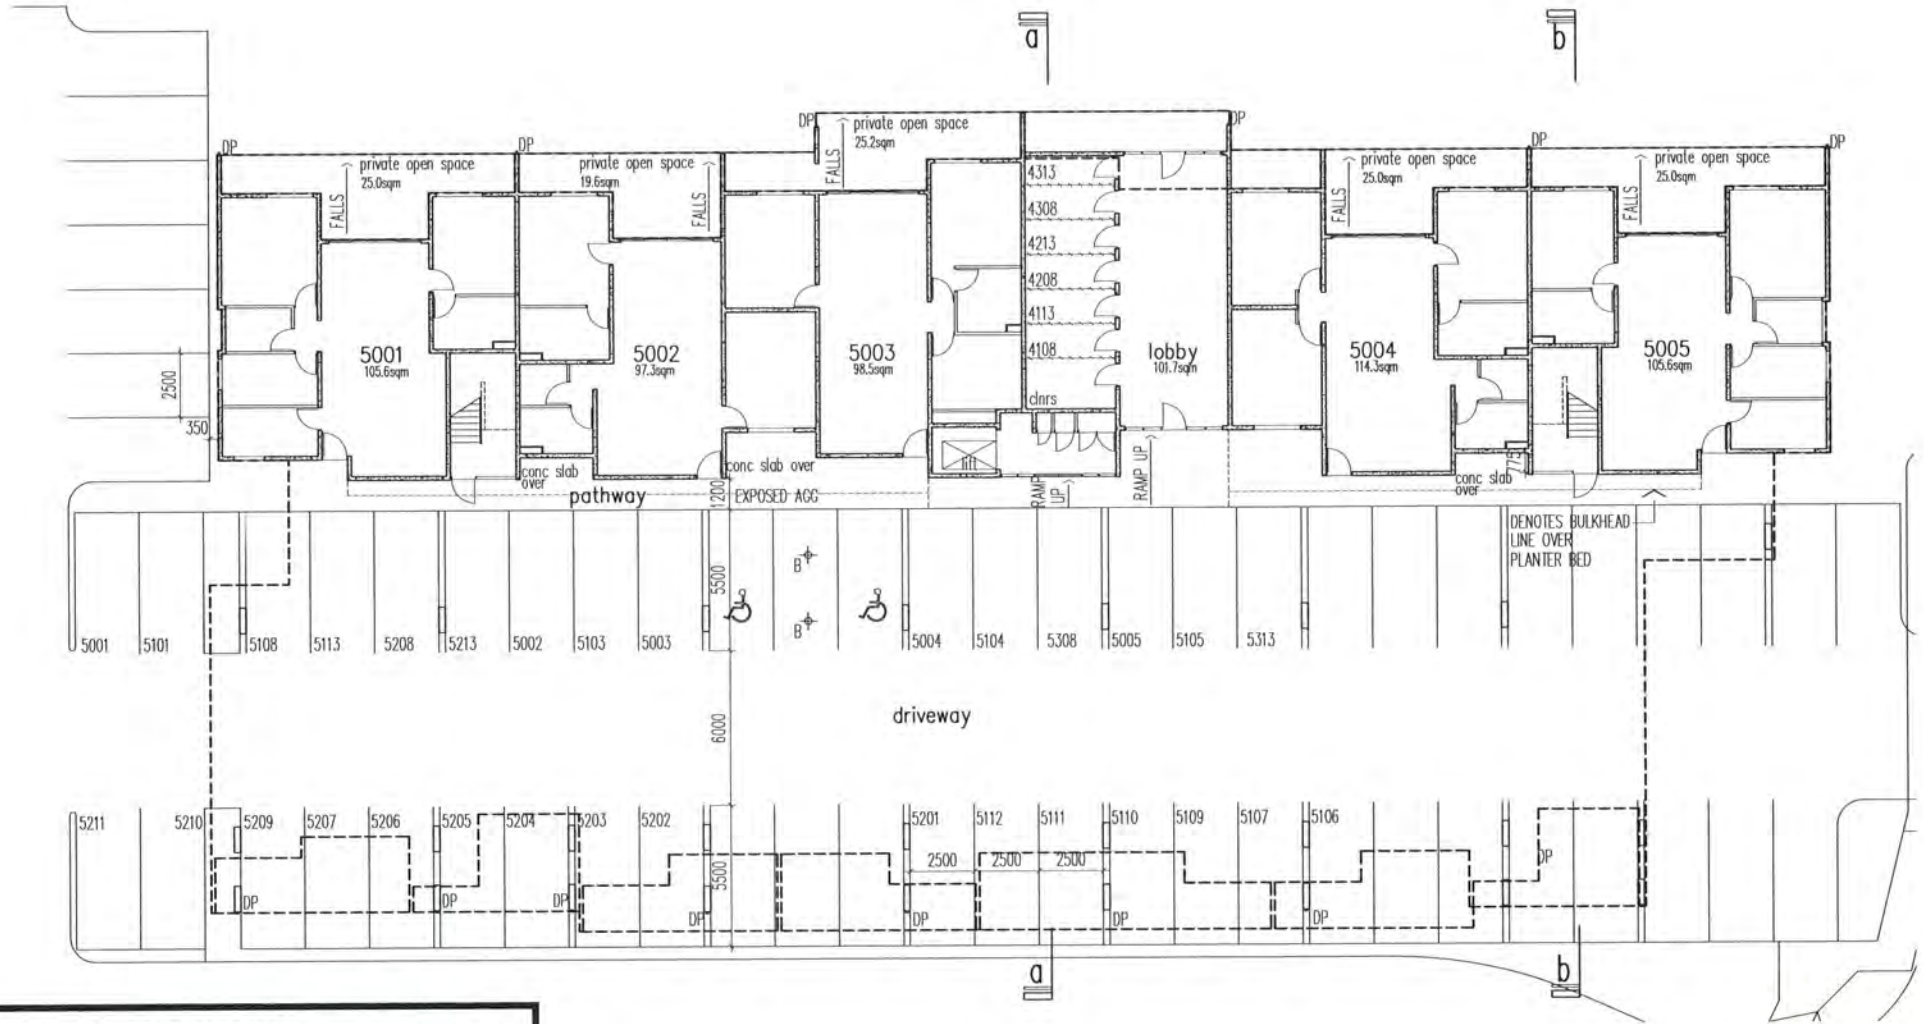 a
b
DP
private open space
25.0sqm
FALLS
DP
private open space
19.6sqm
FALLS
DP
private open space
25.2sqm
FALLS
DP
private open space
25.0sqm
FALLS
DP
private open space
25.0sqm
FALLS
DP
4313
4308
4213
4208
4113
4108
clnrs
5001
105.6sqm
5002
97.3sqm
5003
98.5sqm
lobby
101.7sqm
5004
114.3sqm
5005
105.6sqm
2500
350
lift
conc slab
over
pathway
conc slab over
EXPOSED AGG
1200
RAMP
UP
RAMP UP
conc slab
over
775
DENOTES BULKHEAD
LINE OVER
PLANTER BED
B
B
5500
5001
5101
5108
5113
5208
5213
5002
5103
5003
5004
5104
5308
5005
5105
5313
driveway
6000
5211
5210
5209
5207
5206
5205
5204
5203
5202
5201
5112
5111
5110
5109
5107
5106
5500
2500
2500
2500
DP
DP
DP
DP
DP
DP
DP
DP
a
b